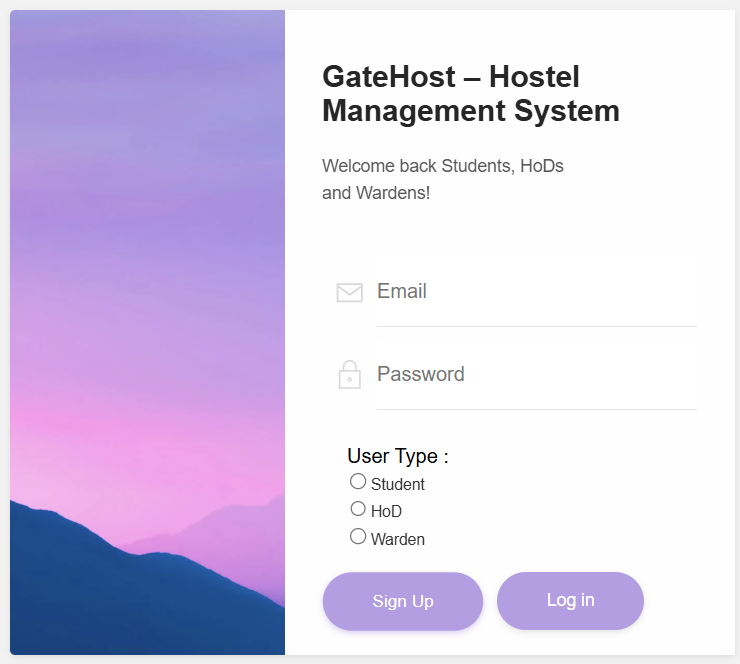 GateHost – Hostel
Management System
Welcome back Students, HoDs
and Wardens!
Email
Password
User Type :
Student
HoD
Warden
Sign Up
Log in